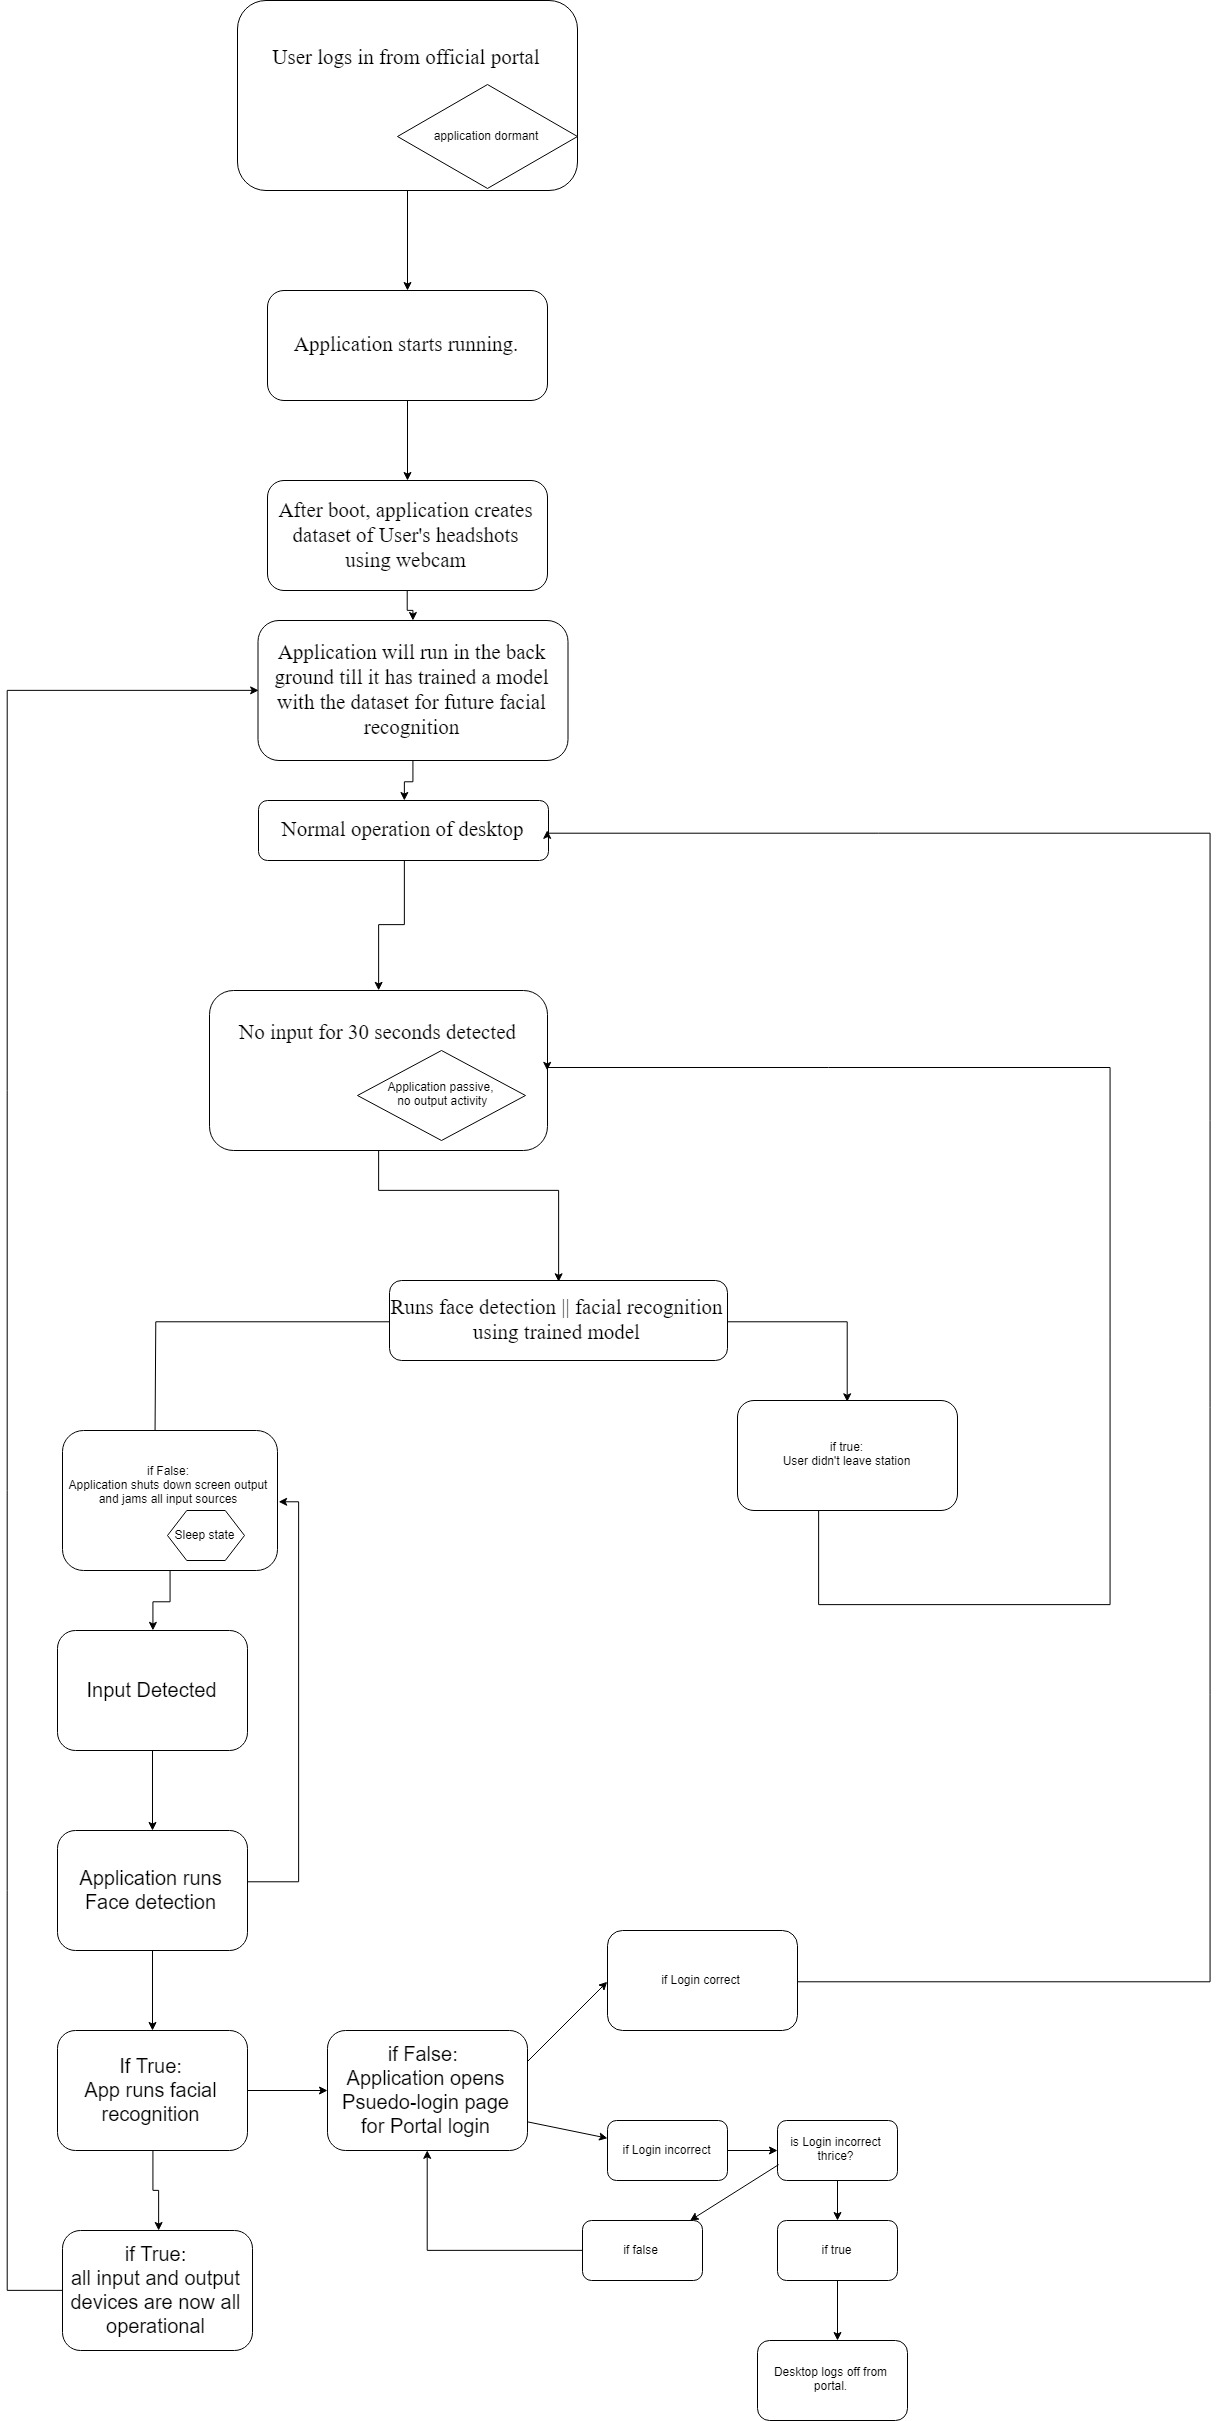 User logs in from official portal
application dormant
Application starts running.
After boot, application creates
dataset of User's headshots
using webcam
Application will run in the back
ground till it has trained a model
with the dataset for future facial
recognition
Normal operation of desktop
No input for 30 seconds detected
Application passive,
no output activity
Runs face detection || facial recognition
using trained model
if true:
User didn't leave station
if False:
Application shuts down screen output
and jams all input sources
Sleep state
Input Detected
Application runs
Face detection
if Login correct
If True:
App runs facial
recognition
if False:
Application opens
Psuedo-login page
for Portal login
if Login incorrect
is Login incorrect
thrice?
if false
if true
if True:
all input and output
devices are now all
operational
Desktop logs off from
portal.